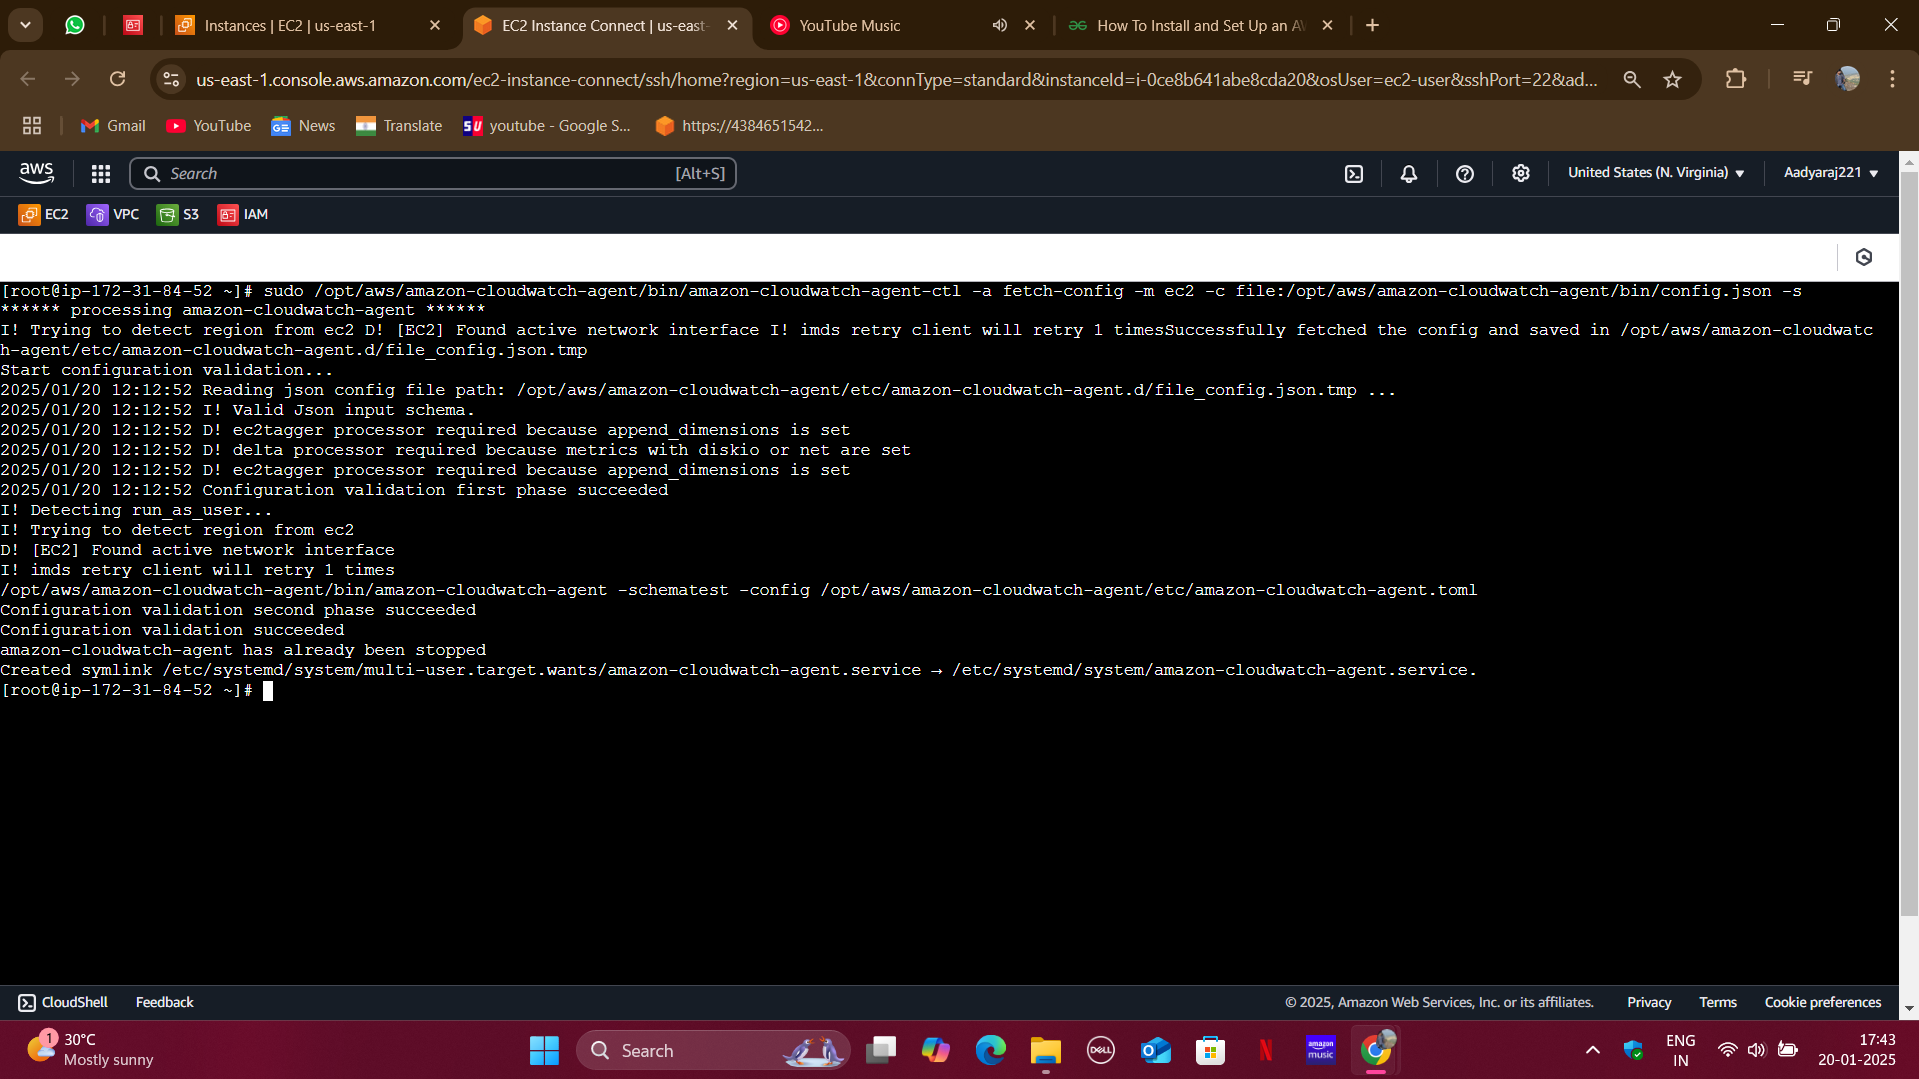 Instances | EC2 | us-east-1
EC2 Instance Connect | us-east-
YouTube Music
How To Install and Set Up an AW
us-east-1.console.aws.amazon.com/ec2-instance-connect/ssh/home?region=us-east-1&connType=standard&instanceId=i-0ce8b641abe8cda20&osUser=ec2-user&sshPort=22&ad...
Gmail
YouTube
News
Translate
SU youtube - Google S...
https://4384651542...
aws
Search
[Alt+S]
United States (N. Virginia)
Aadyaraj221
EC2
VPC
S3
IAM
[root@ip-172-31-84-52 ~]# sudo /opt/aws/amazon-cloudwatch-agent/bin/amazon-cloudwatch-agent-ctl -a fetch-config -m ec2 -c file:/opt/aws/amazon-cloudwatch-agent/bin/config.json -s
****** processing amazon-cloudwatch-agent ******
I! Trying to detect region from ec2 D! [EC2] Found active network interface I! imds retry client will retry 1 timesSuccessfully fetched the config and saved in /opt/aws/amazon-cloudwatc
h-agent/etc/amazon-cloudwatch-agent.d/file_config.json.tmp
Start configuration validation...
2025/01/20 12:12:52 Reading json config file path: /opt/aws/amazon-cloudwatch-agent/etc/amazon-cloudwatch-agent.d/file_config.json.tmp ...
2025/01/20 12:12:52 I! Valid Json input schema.
2025/01/20 12:12:52 D! ec2tagger processor required because append_dimensions is set
2025/01/20 12:12:52 D! delta processor required because metrics with diskio or net are set
2025/01/20 12:12:52 D! ec2tagger processor required because append_dimensions is set
2025/01/20 12:12:52 Configuration validation first phase succeeded
I! Detecting run_as_user...
I! Trying to detect region from ec2
D! [EC2] Found active network interface
I! imds retry client will retry 1 times
/opt/aws/amazon-cloudwatch-agent/bin/amazon-cloudwatch-agent -schematest -config /opt/aws/amazon-cloudwatch-agent/etc/amazon-cloudwatch-agent.toml
Configuration validation second phase succeeded
Configuration validation succeeded
amazon-cloudwatch-agent has already been stopped
Created symlink /etc/systemd/system/multi-user.target.wants/amazon-cloudwatch-agent.service → /etc/systemd/system/amazon-cloudwatch-agent.service.
[root@ip-172-31-84-52 ~]#
CloudShell
Feedback
© 2025, Amazon Web Services, Inc. or its affiliates.
Privacy
Terms
Cookie preferences
1
30°C
Mostly sunny
Search
DELL
amazon music
ENG
IN
17:43
20-01-2025